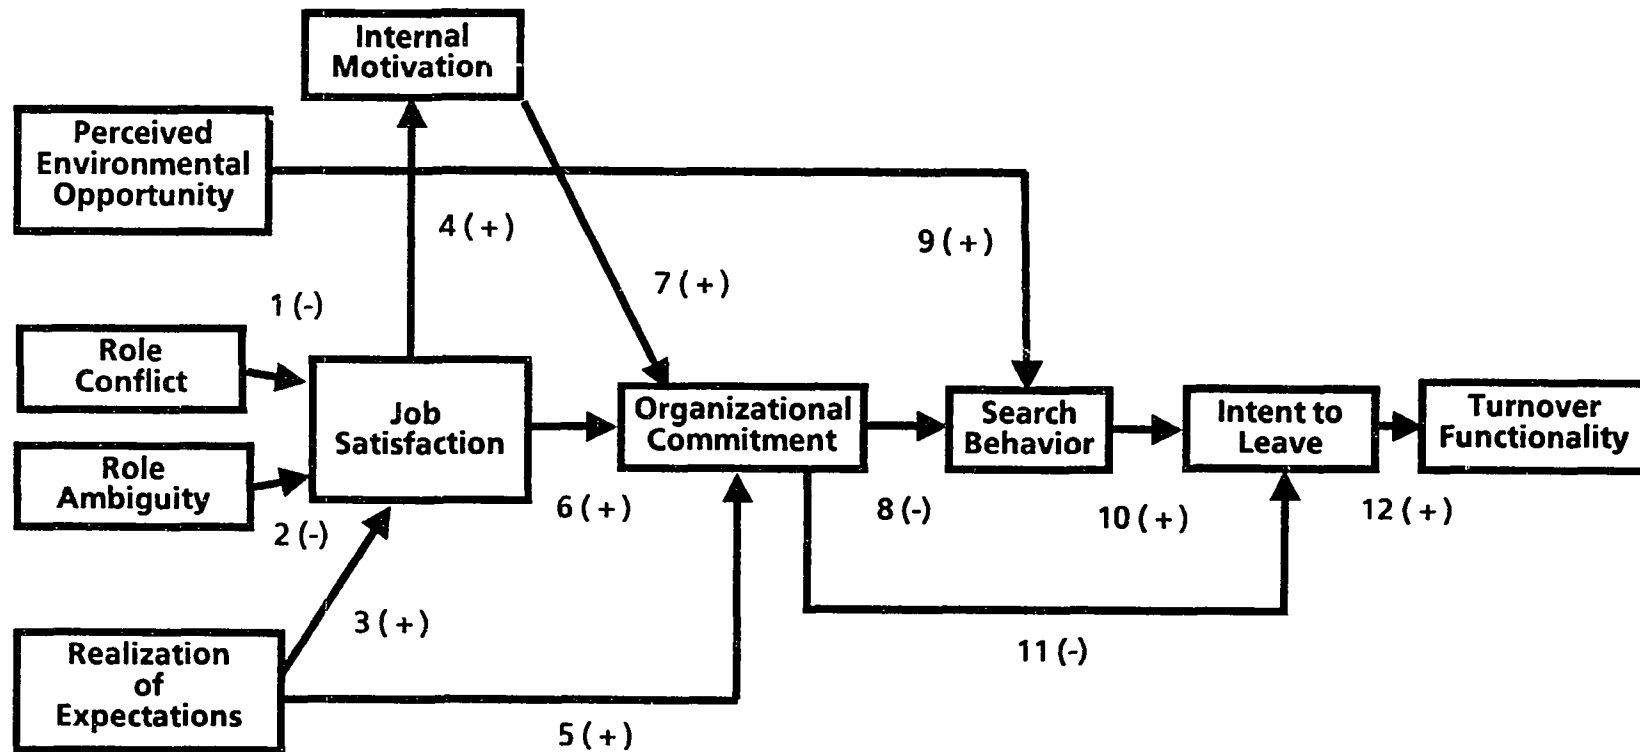 Internal
Motivation
Perceived
Environmental
Opportunity
4 ( + )
9 ( + )
7 ( + )
1 (-)
Role
Conflict
Job
Satisfaction
Organizational
Commitment
Search
Behavior
Intent to
Leave
Turnover
Functionality
Role
Ambiguity
2 (-)
6 ( + )
8 (-)
10 ( + )
12 ( + )
3 ( + )
11 (-)
Realization
of
Expectations
5 ( + )